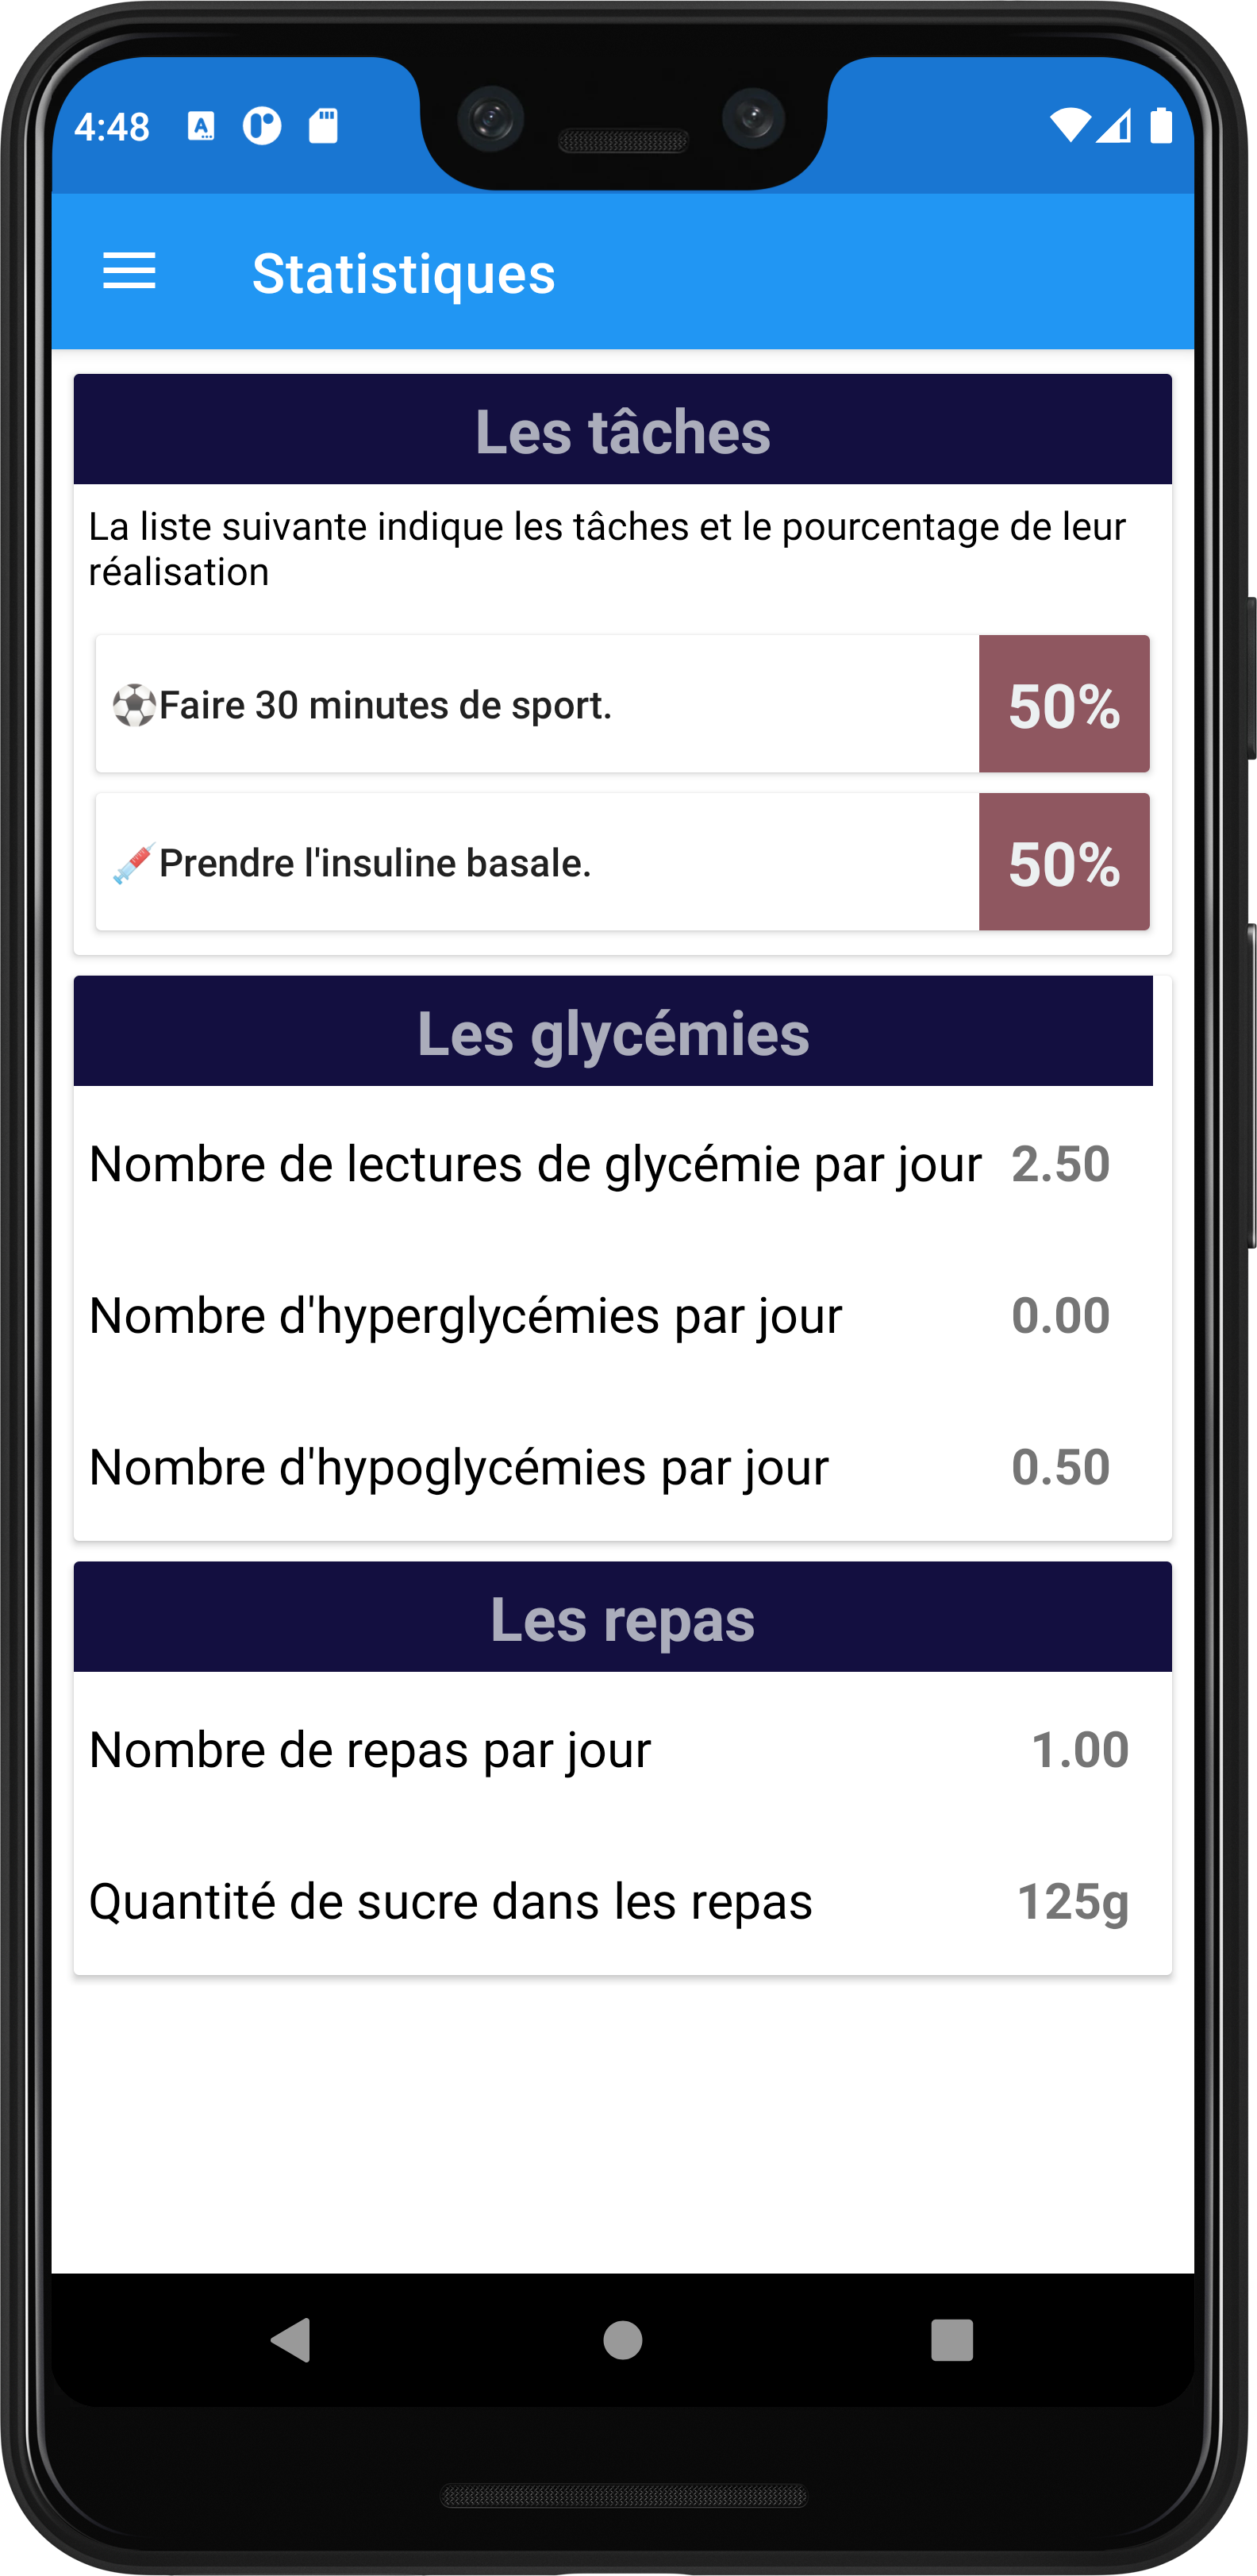 4:48
Statistiques
Les tâches
La liste suivante indique les tâches et le pourcentage de leur
réalisation
⚽Faire 30 minutes de sport. 50%
💉Prendre l'insuline basale. 50%
Les glycémies
Nombre de lectures de glycémie par jour 2.50
Nombre d'hyperglycémies par jour 0.00
Nombre d'hypoglycémies par jour 0.50
Les repas
Nombre de repas par jour 1.00
Quantité de sucre dans les repas 125g